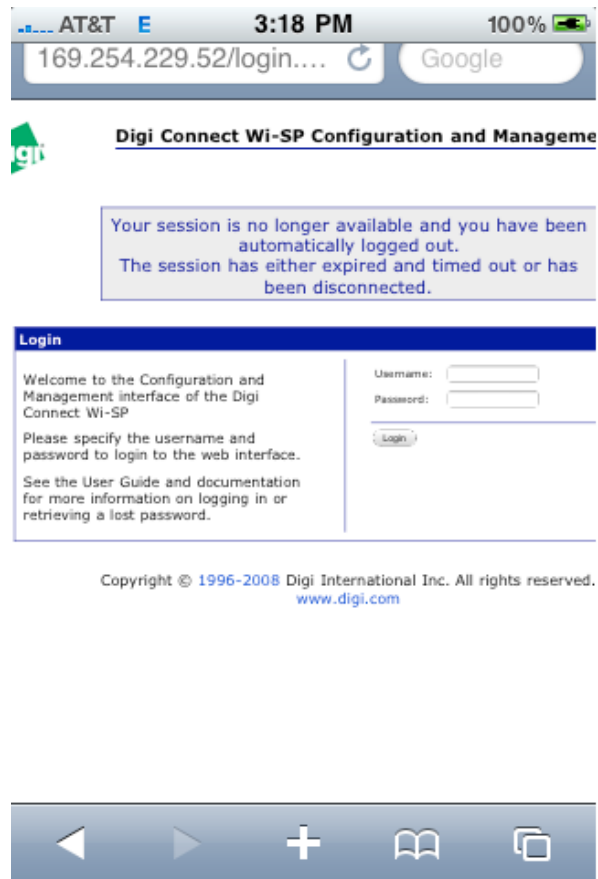 AT&T E 3:18 PM 100%
169.254.229.52/login.... Google
Digi Connect Wi-SP Configuration and Manageme
Your session is no longer available and you have been
automatically logged out.
The session has either expired and timed out or has
been disconnected.
Login
Welcome to the Configuration and
Management interface of the Digi
Connect Wi-SP
Please specify the username and
password to login to the web interface.
See the User Guide and documentation
for more information on logging in or
retrieving a lost password.
Username:
Password:
Login
Copyright © 1996-2008 Digi International Inc. All rights reserved.
www.digi.com